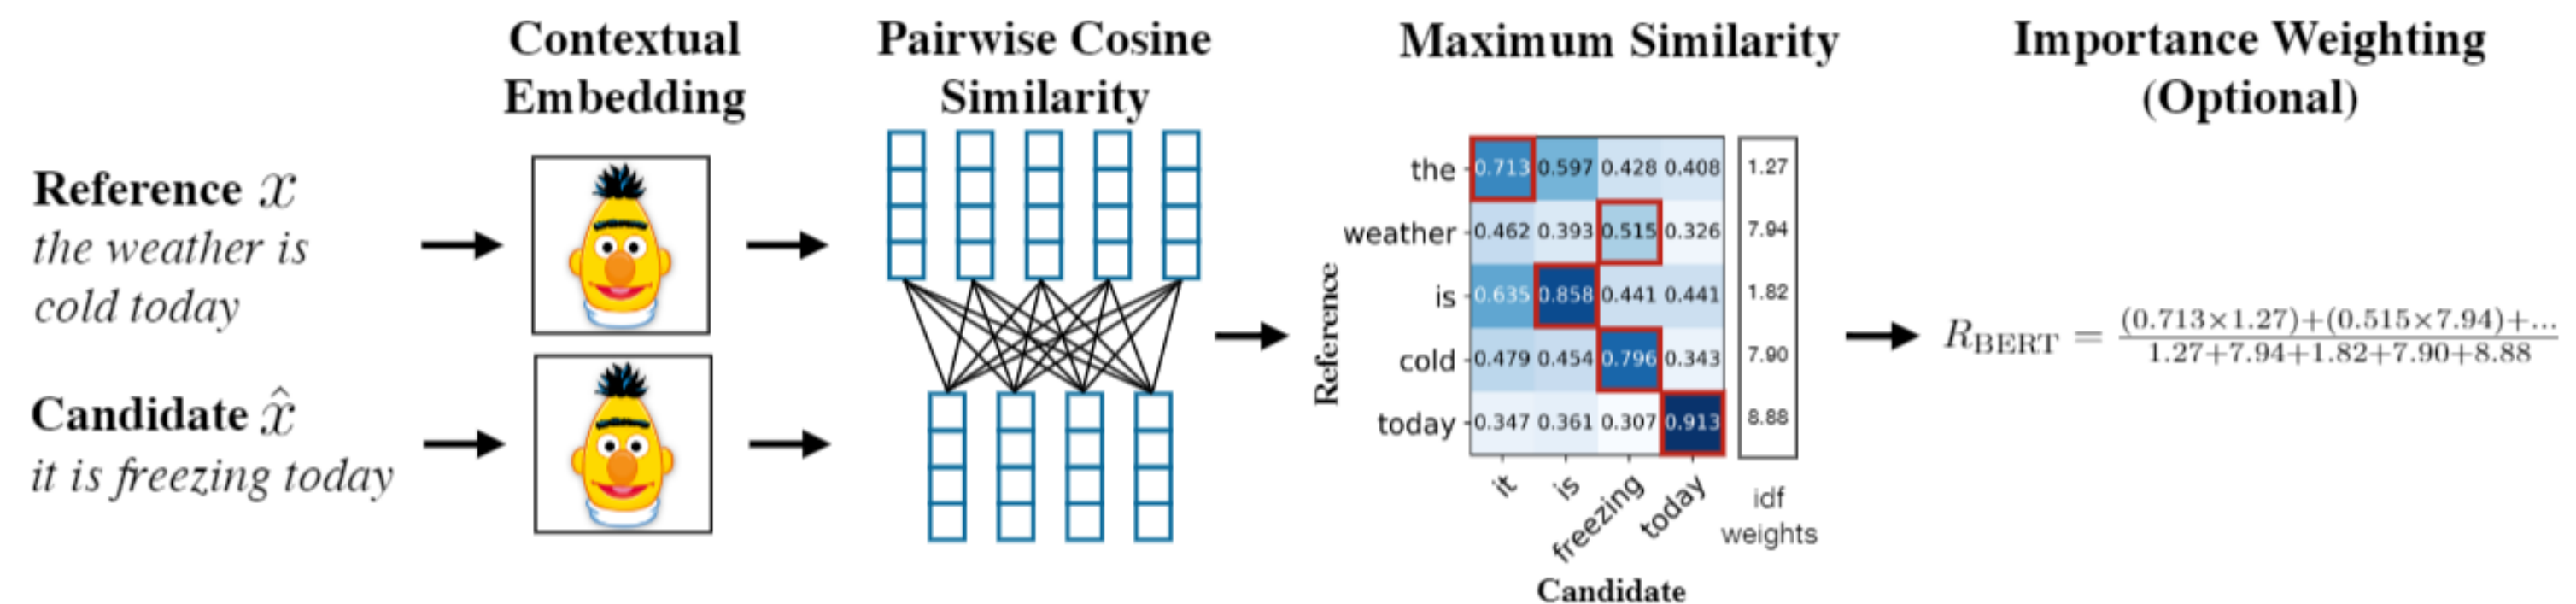 Contextual
Embedding
Pairwise Cosine
Similarity
Maximum Similarity
Importance Weighting
(Optional)
Reference x
the weather is
cold today
Candidate x̂
it is freezing today
the 0.713 0.597 0.428 0.408 1.27
weather 0.462 0.393 0.515 0.326 7.94
is 0.635 0.858 0.441 0.441 1.82
cold 0.479 0.454 0.796 0.343 7.90
today 0.347 0.361 0.307 0.913 8.88
Reference
it is freezing today
idf
weights
Candidate
R_BERT = (0.713×1.27)+(0.515×7.94)+...
1.27+7.94+1.82+7.90+8.88